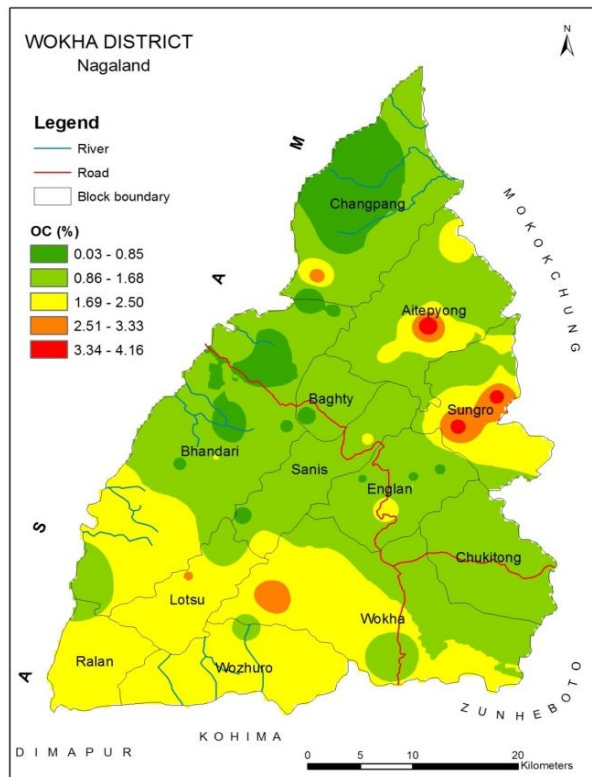 WOKHA DISTRICT
Nagaland
N
Legend
River
Road
Block boundary
OC (%)
0.03 - 0.85
0.86 - 1.68
1.69 - 2.50
2.51 - 3.33
3.34 - 4.16
Changpang
MOKOKCHUNG
Aitepyong
Baghty
Sungro
Bhandari
Sanis
Englan
Chukitong
Lotsu
Wokha
Ralan
Wozhuro
ASAM
ZUNHEBOTO
KOHIMA
DIMAPUR
0 5 10 20
Kilometers